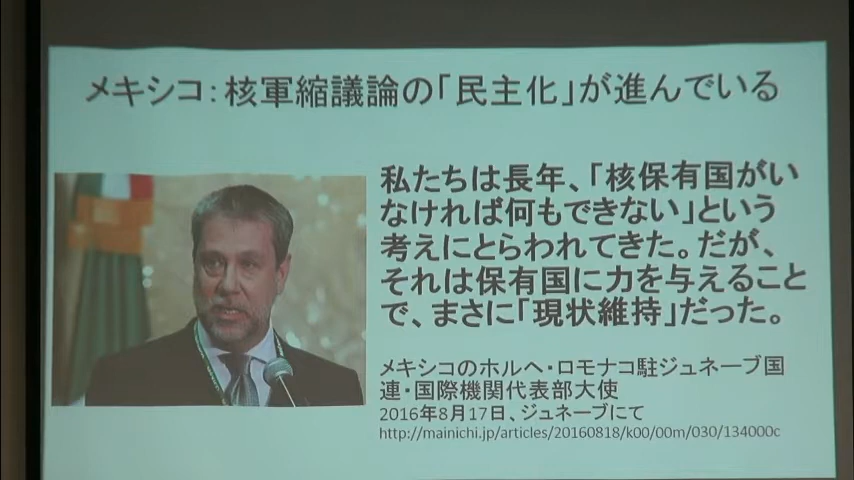 メキシコ：核軍縮議論の「民主化」が進んでいる
私たちは長年、「核保有国がい
なければ何もできない」という
考えにとらわれてきた。だが、
それは保有国に力を与えること
で、まさに「現状維持」だった。
メキシコのホルヘ・ロモナコ駐ジュネーブ国
連・国際機関代表部大使
2016年8月17日、ジュネーブにて
http://mainichi.jp/articles/20160818/k00/00m/030/134000c